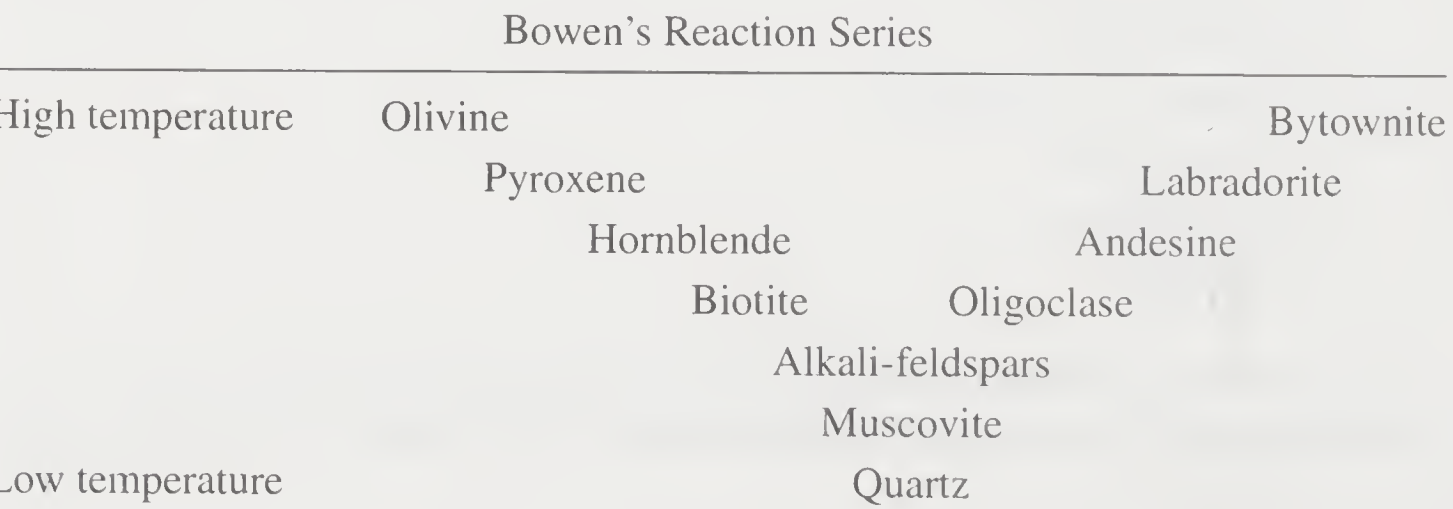 Bowen's Reaction Series
High temperature Olivine Bytownite
Pyroxene Labradorite
Hornblende Andesine
Biotite Oligoclase
Alkali-feldspars
Muscovite
Low temperature Quartz